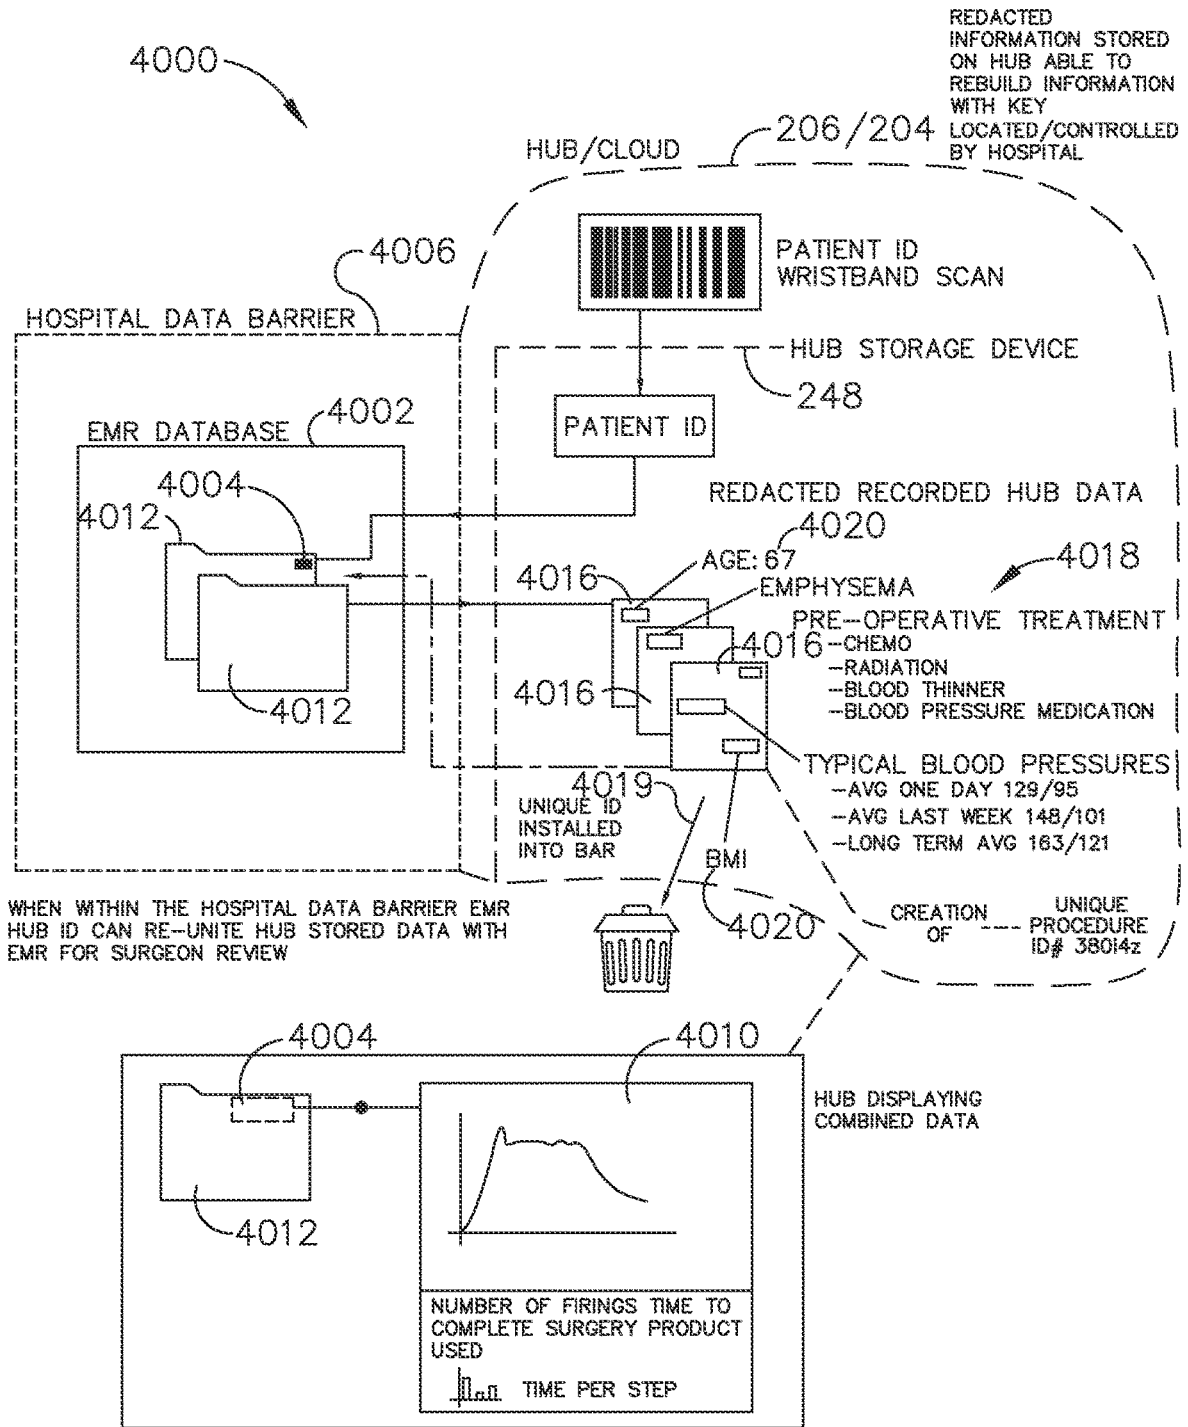 REDACTED
INFORMATION STORED
ON HUB ABLE TO
REBUILD INFORMATION
WITH KEY
LOCATED/CONTROLLED
BY HOSPITAL
4000
206/204
HUB/CLOUD
PATIENT ID
WRISTBAND SCAN
4006
HOSPITAL DATA BARRIER
HUB STORAGE DEVICE
248
4002
EMR DATABASE
PATIENT ID
4004
4012
REDACTED RECORDED HUB DATA
4020
AGE: 67
4016
EMPHYSEMA
4018
PRE-OPERATIVE TREATMENT
4016
-CHEMO
-RADIATION
-BLOOD THINNER
-BLOOD PRESSURE MEDICATION
4016
4012
TYPICAL BLOOD PRESSURES
-AVG ONE DAY 129/95
-AVG LAST WEEK 148/101
-LONG TERM AVG 163/121
4019
UNIQUE ID
INSTALLED
INTO BAR
BMI
4020
WHEN WITHIN THE HOSPITAL DATA BARRIER EMR
HUB ID CAN RE-UNITE HUB STORED DATA WITH
EMR FOR SURGEON REVIEW
CREATION
OF
UNIQUE
PROCEDURE
ID# 38014z
4004
4010
4012
HUB DISPLAYING
COMBINED DATA
NUMBER OF FIRINGS TIME TO
COMPLETE SURGERY PRODUCT
USED
TIME PER STEP